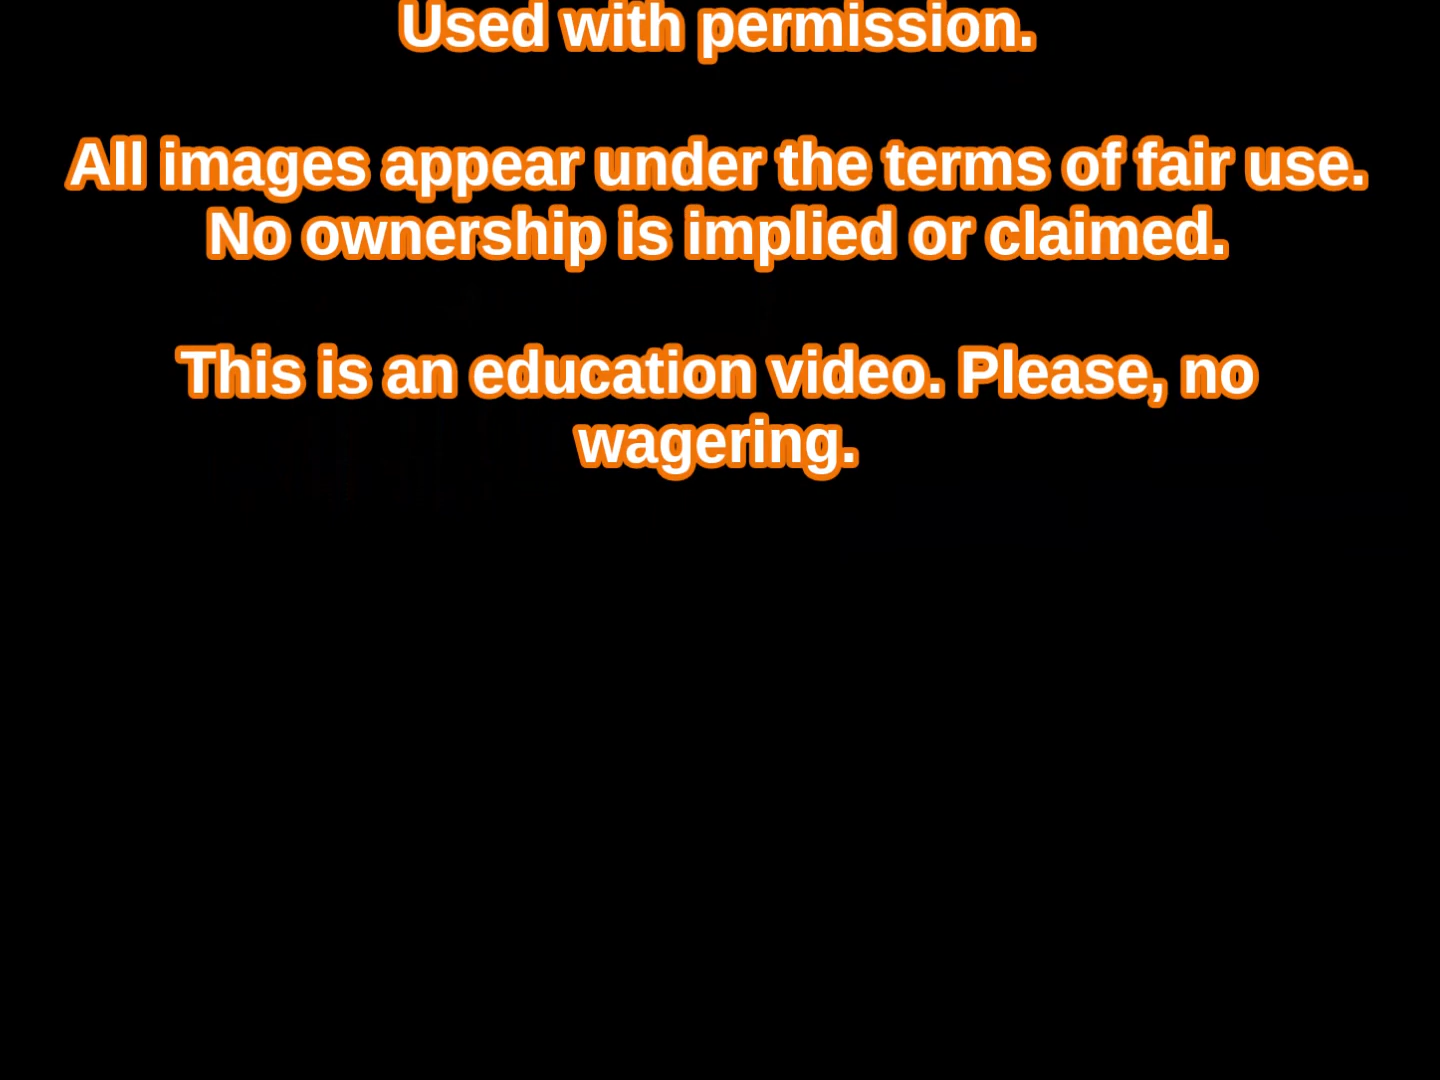 Used with permission.
All images appear under the terms of fair use.
No ownership is implied or claimed.
This is an education video. Please, no
wagering.